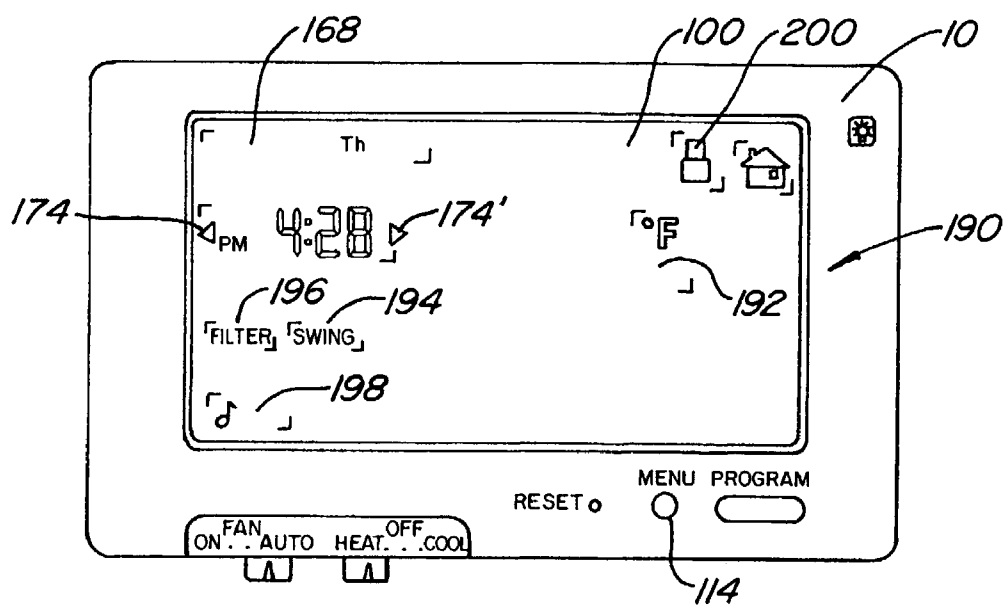 168 100 200 10
Th
174 PM 4:28 174' °F 190
196 194 192
FILTER SWING
♪ 198
MENU PROGRAM
RESET
FAN OFF
ON . . AUTO HEAT . . . COOL
114